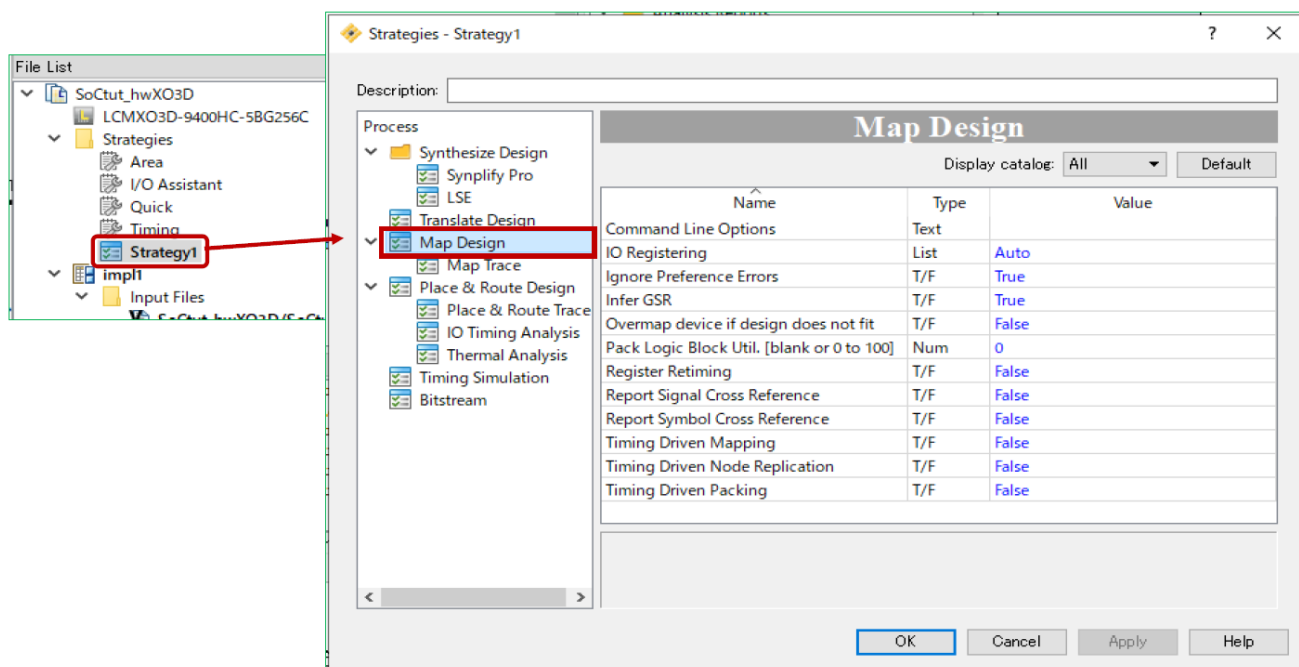 File List
SoCtut_hwXO3D
LCMXO3D-9400HC-5BG256C
Strategies
Area
I/O Assistant
Quick
Timing
Strategy1
impl1
Input Files
Strategies - Strategy1
?
Description:
Process
Synthesize Design
Synplify Pro
LSE
Translate Design
Map Design
Map Trace
Place & Route Design
Place & Route Trace
IO Timing Analysis
Thermal Analysis
Timing Simulation
Bitstream
Map Design
Display catalog: All Default
Name Type Value
Command Line Options Text
IO Registering List Auto
Ignore Preference Errors T/F True
Infer GSR T/F True
Overmap device if design does not fit T/F False
Pack Logic Block Util. [blank or 0 to 100] Num 0
Register Retiming T/F False
Report Signal Cross Reference T/F False
Report Symbol Cross Reference T/F False
Timing Driven Mapping T/F False
Timing Driven Node Replication T/F False
Timing Driven Packing T/F False
OK Cancel Apply Help